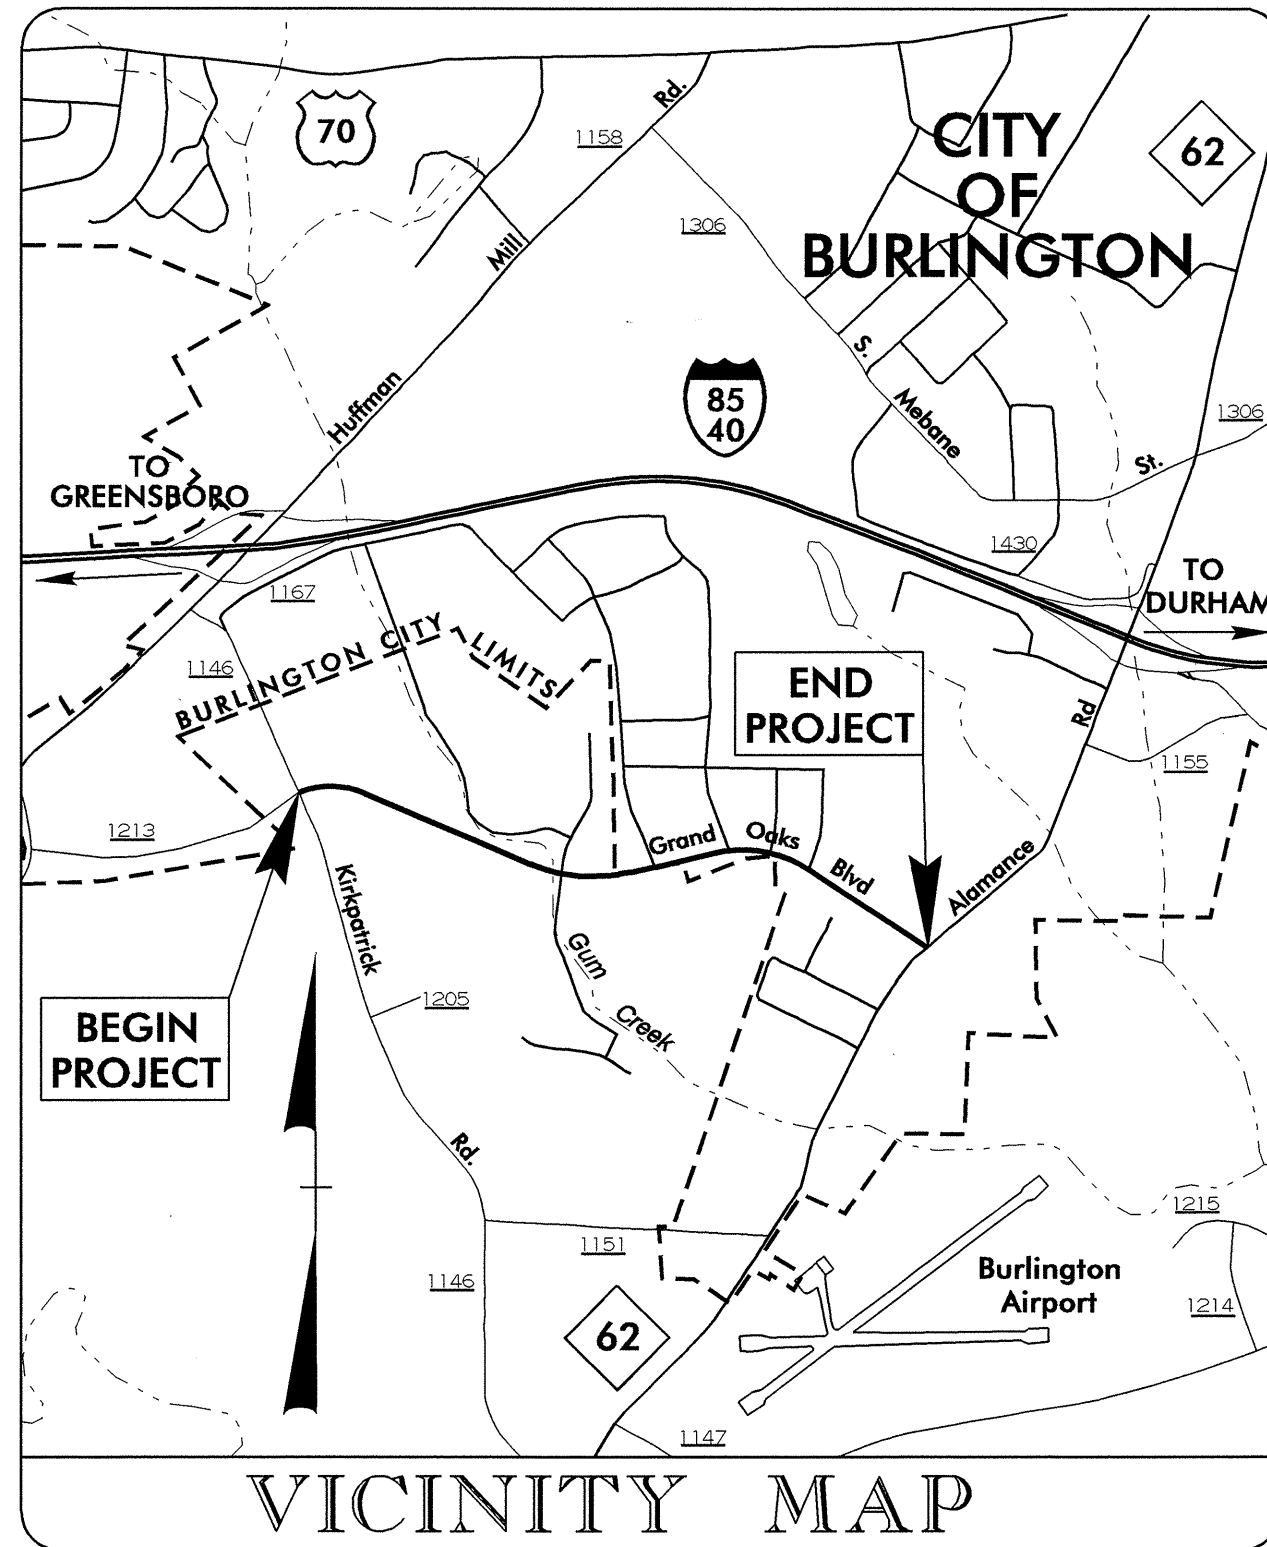 70
Rd.
1158
CITY
OF
BURLINGTON
62
1306
Mill
Huffman
85
40
S.
Mebane
St.
1306
TO
GREENSBORO
1430
TO
DURHAM
1167
1146
BURLINGTON CITY LIMITS
END
PROJECT
Rd
1155
1213
Grand Oaks Blvd
Alamance
Kirkpatrick
Gum
Creek
1205
BEGIN
PROJECT
Rd.
1151
1146
62
1215
Burlington
Airport
1214
1147
VICINITY MAP